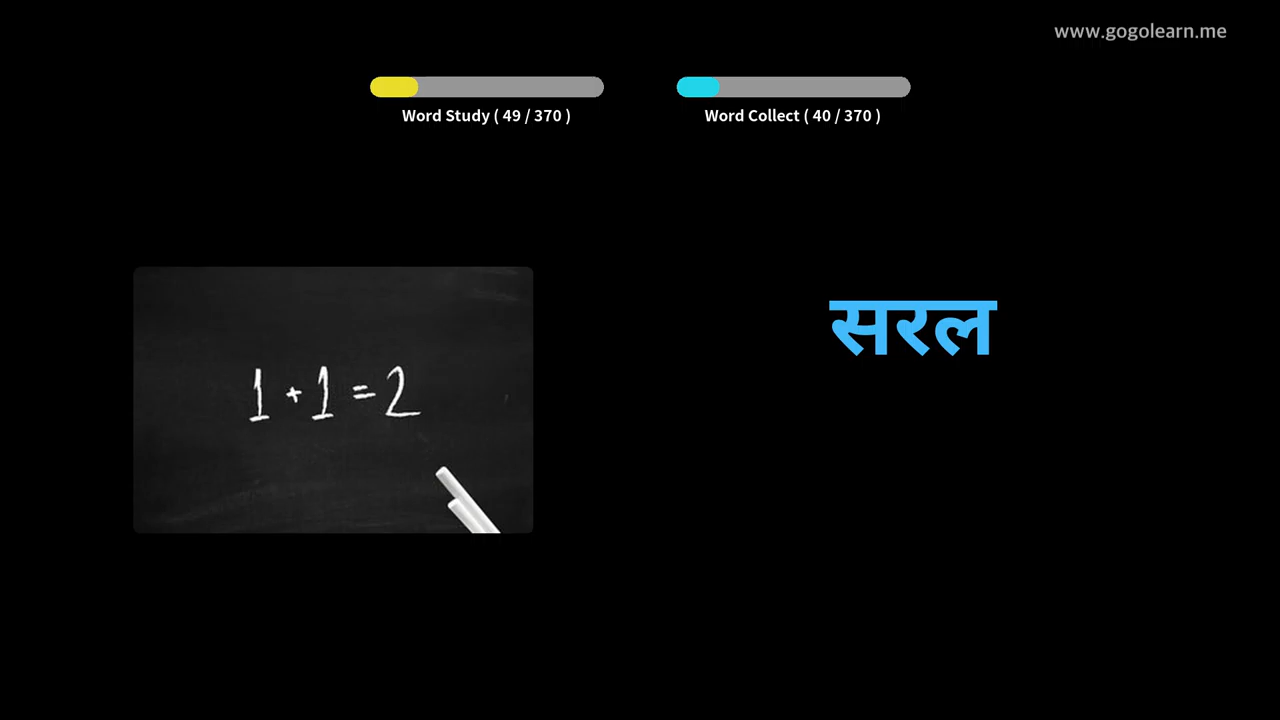 www.gogolearn.me
Word Study ( 49 / 370 )
Word Collect ( 40 / 370 )
सरल
1 + 1 = 2